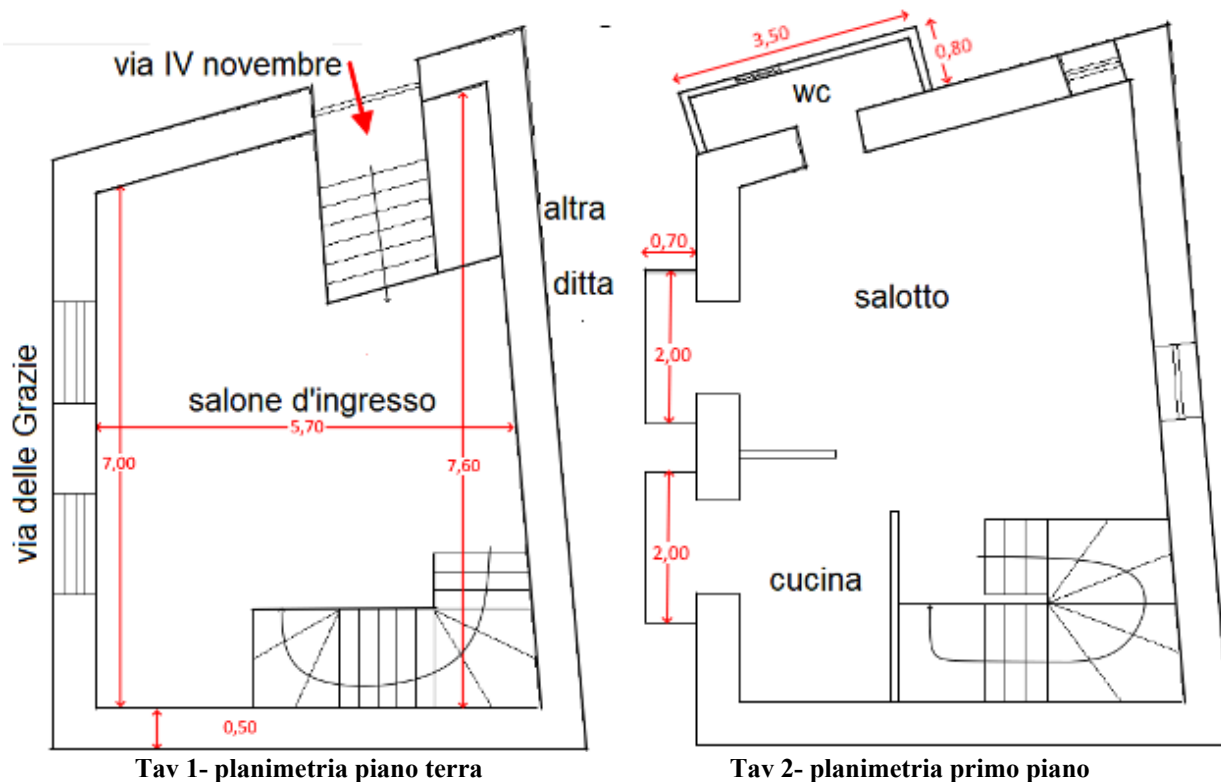 via IV novembre
altra
ditta
via delle Grazie
salone d'ingresso
5,70
7,00
7,60
0,50
Tav 1- planimetria piano terra
3,50
0,80
wc
0,70
salotto
2,00
2,00
cucina
Tav 2- planimetria primo piano